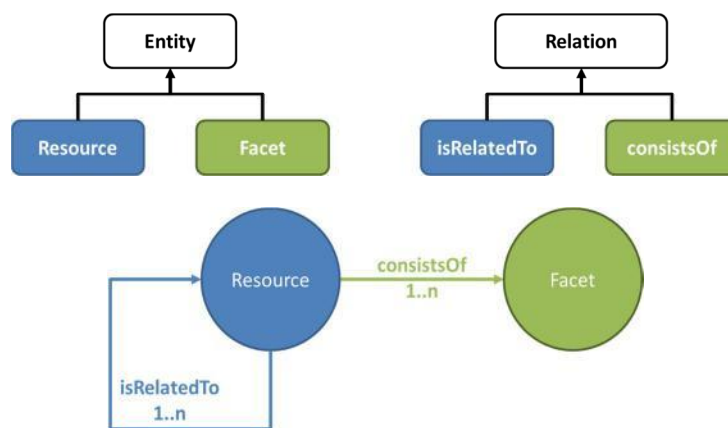 Entity
Relation
Resource
Facet
isRelatedTo
consistsOf
Resource
consistsOf
1..n
Facet
isRelatedTo
1..n